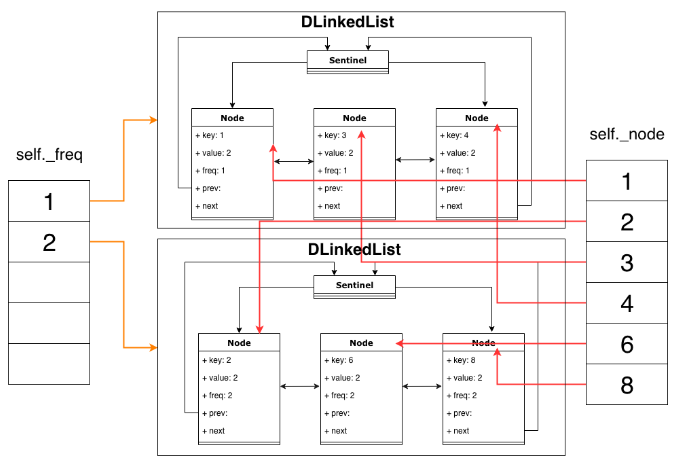 DLinkedList
Sentinel
Node
+ key: 1
+ value: 2
+ freq: 1
+ prev:
+ next
Node
+ key: 3
+ value: 2
+ freq: 1
+ prev:
+ next
Node
+ key: 4
+ value: 2
+ freq: 1
+ prev:
+ next
self._freq
1
2
self._node
1
2
3
4
6
8
DLinkedList
Sentinel
Node
+ key: 2
+ value: 2
+ freq: 2
+ prev:
+ next
Node
+ key: 6
+ value: 2
+ freq: 2
+ prev:
+ next
Node
+ key: 8
+ value: 2
+ freq: 2
+ prev:
+ next